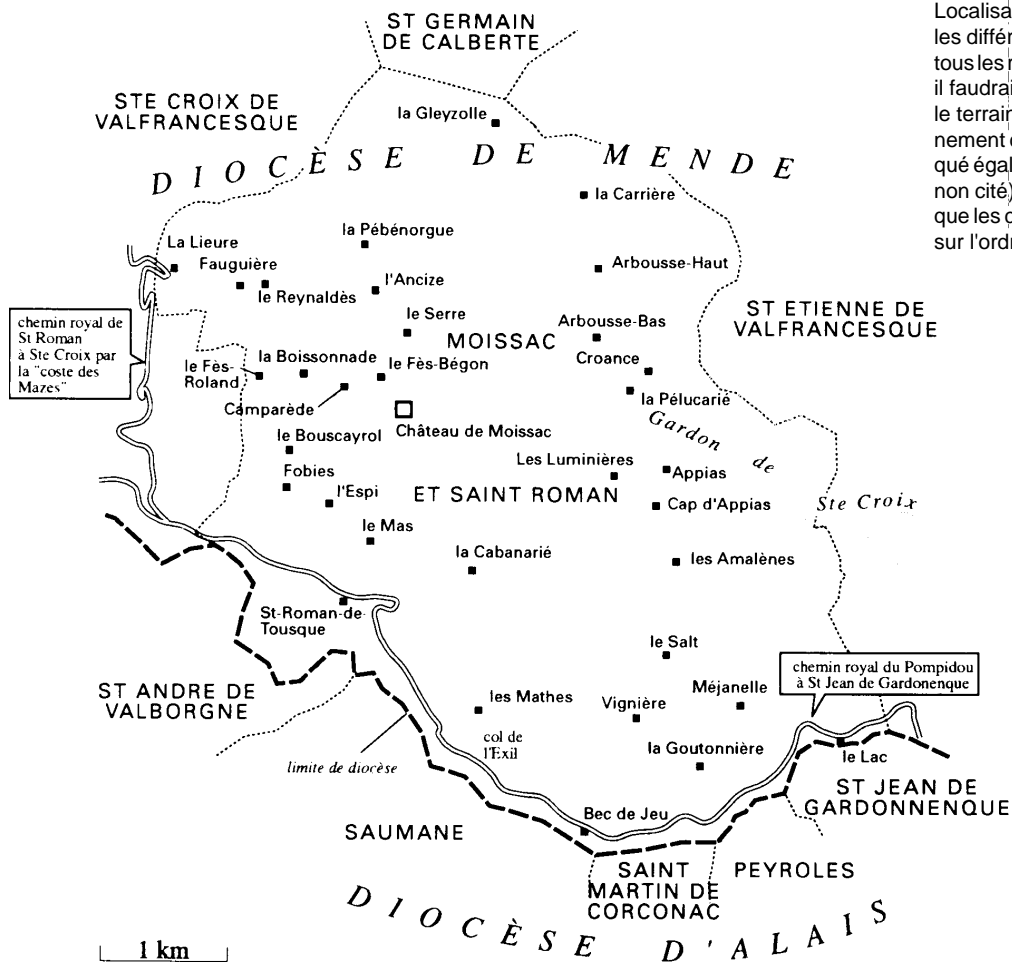 ST GERMAIN
DE CALBERTE
STE CROIX DE
VALFRANCESQUE
la Gleyzolle
DIOCÈSE DE MENDE
la Carrière
la Pébénorgue
La Lieure
Fauguière
le Reynaldès
l'Ancize
Arbousse-Haut
ST ETIENNE DE
VALFRANCESQUE
chemin royal de
St Roman
à Ste Croix par
la "coste des
Mazes"
le Serre
MOISSAC
Arbousse-Bas
Croance
le Fès-
Roland
la Boissonnade
le Fès-Bégon
Camparède
la Pélucarié
Château de Moissac
Gardon de
Ste Croix
le Bouscayrol
Fobies
l'Espi
Les Luminières
Appias
ET SAINT ROMAN
Cap d'Appias
le Mas
la Cabanarié
les Amalènes
St-Roman-de-
Tousque
le Salt
chemin royal du Pompidou
à St Jean de Gardonenque
ST ANDRE DE
VALBORGNE
les Mathes
Vignière
Méjanelle
col de
l'Exil
limite de diocèse
la Goutonnière
le Lac
ST JEAN DE
GARDONNENQUE
Bec de Jeu
SAUMANE
SAINT
MARTIN DE
CORCONAC
PEYROLES
DIOCÈSE D'ALAIS
1 km
Localisa
les différ
tous les
il faudrai
le terrain
nement
qué égal
non cité)
que les
sur l'ord